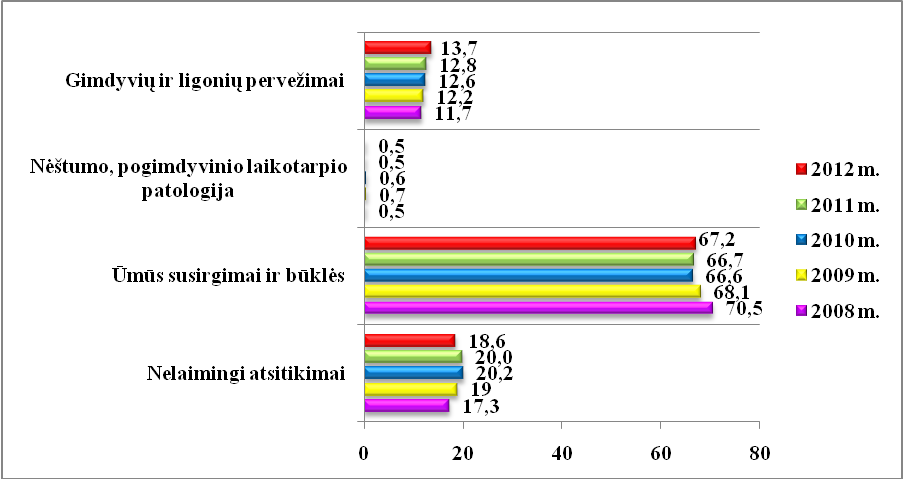 Gimdyvių ir ligonių pervežimai
13,7
12,8
12,6
12,2
11,7
Nėštumo, pogimdyvinio laikotarpio
patologija
0,5
0,5
0,6
0,7
0,5
Ūmūs susirgimai ir būklės
67,2
66,7
66,6
68,1
70,5
Nelaimingi atsitikimai
18,6
20,0
20,2
19
17,3
0 20 40 60 80
2012 m.
2011 m.
2010 m.
2009 m.
2008 m.